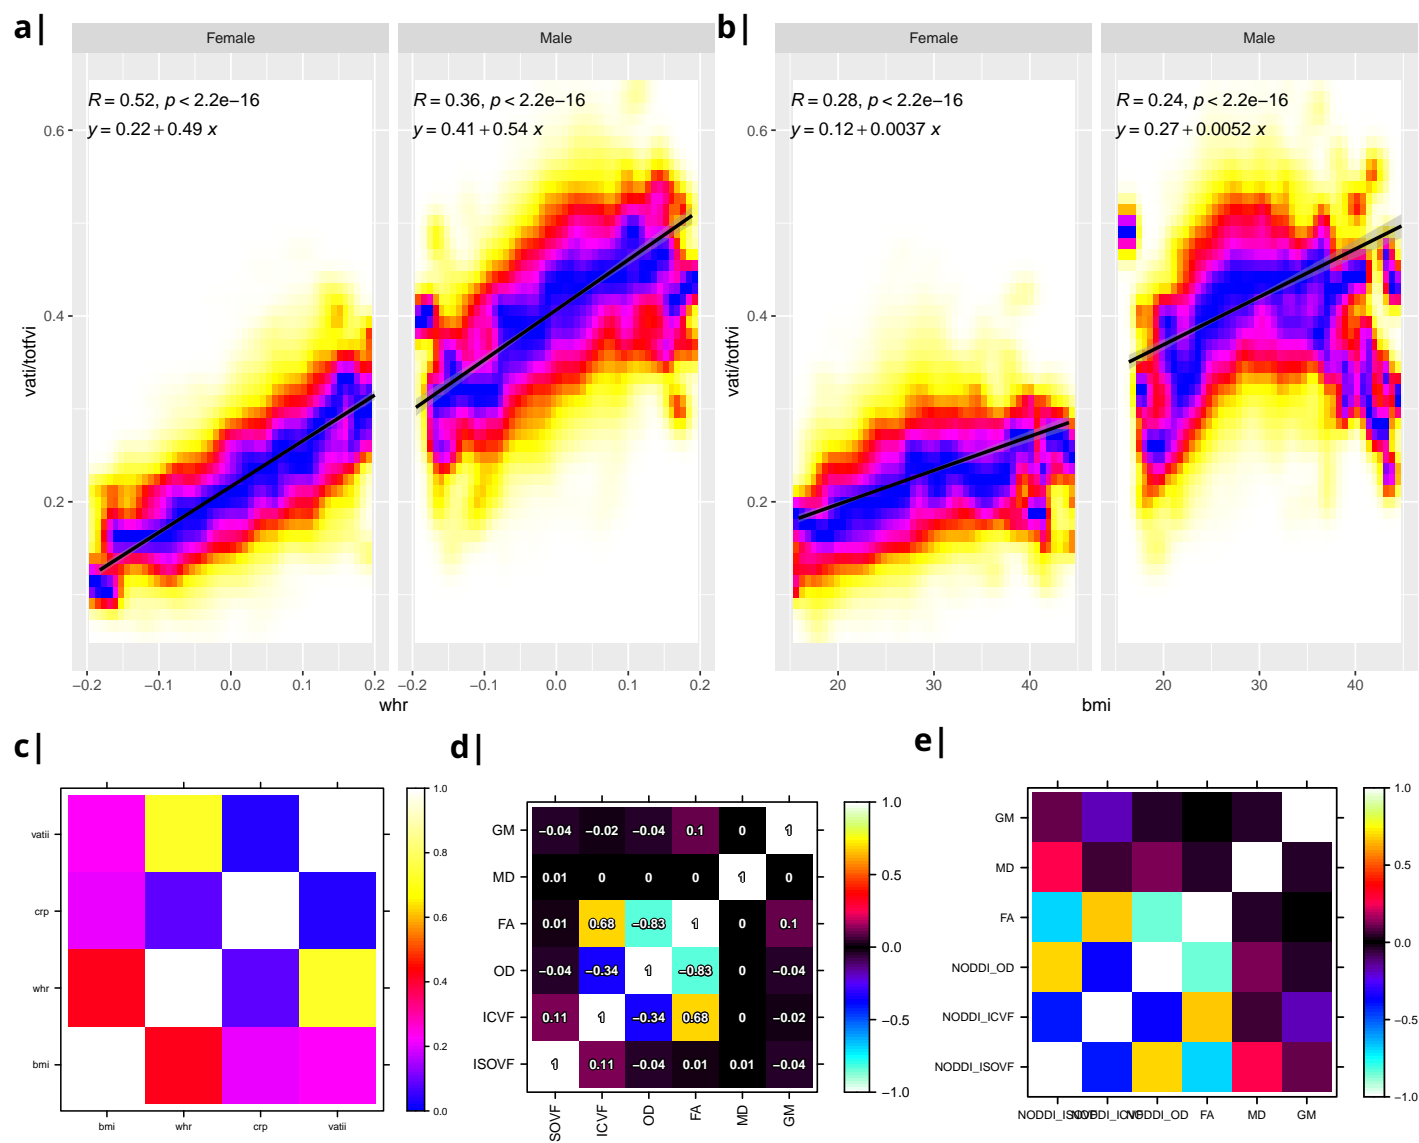 a|
Female
Male
R = 0.52, p < 2.2e−16
y = 0.22 + 0.49 x
R = 0.36, p < 2.2e−16
y = 0.41 + 0.54 x
vati/totfvi
0.6
0.4
0.2
−0.2 −0.1 0.0 0.1 0.2
−0.2 −0.1 0.0 0.1 0.2
whr
b|
Female
Male
R = 0.28, p < 2.2e−16
y = 0.12 + 0.0037 x
R = 0.24, p < 2.2e−16
y = 0.27 + 0.0052 x
vati/totfvi
20 30 40
20 30 40
bmi
c|
vatii
crp
whr
bmi
bmi whr crp vatii
1.0
0.8
0.6
0.4
0.2
0.0
d|
GM −0.04 −0.02 −0.04 0.1 0 1
MD 0.01 0 0 0 1 0
FA 0.01 0.68 −0.83 1 0 0.1
OD −0.04 −0.34 1 −0.83 0 −0.04
ICVF 0.11 1 −0.34 0.68 0 −0.02
ISOVF 1 0.11 −0.04 0.01 0.01 −0.04
SOVF ICVF OD FA MD GM
1.0
0.5
0.0
−0.5
−1.0
e|
GM
MD
FA
NODDI_OD
NODDI_ICVF
NODDI_ISOVF
NODDI_ISOVF NODDI_ICVF NODDI_OD FA MD GM
1.0
0.5
0.0
−0.5
−1.0